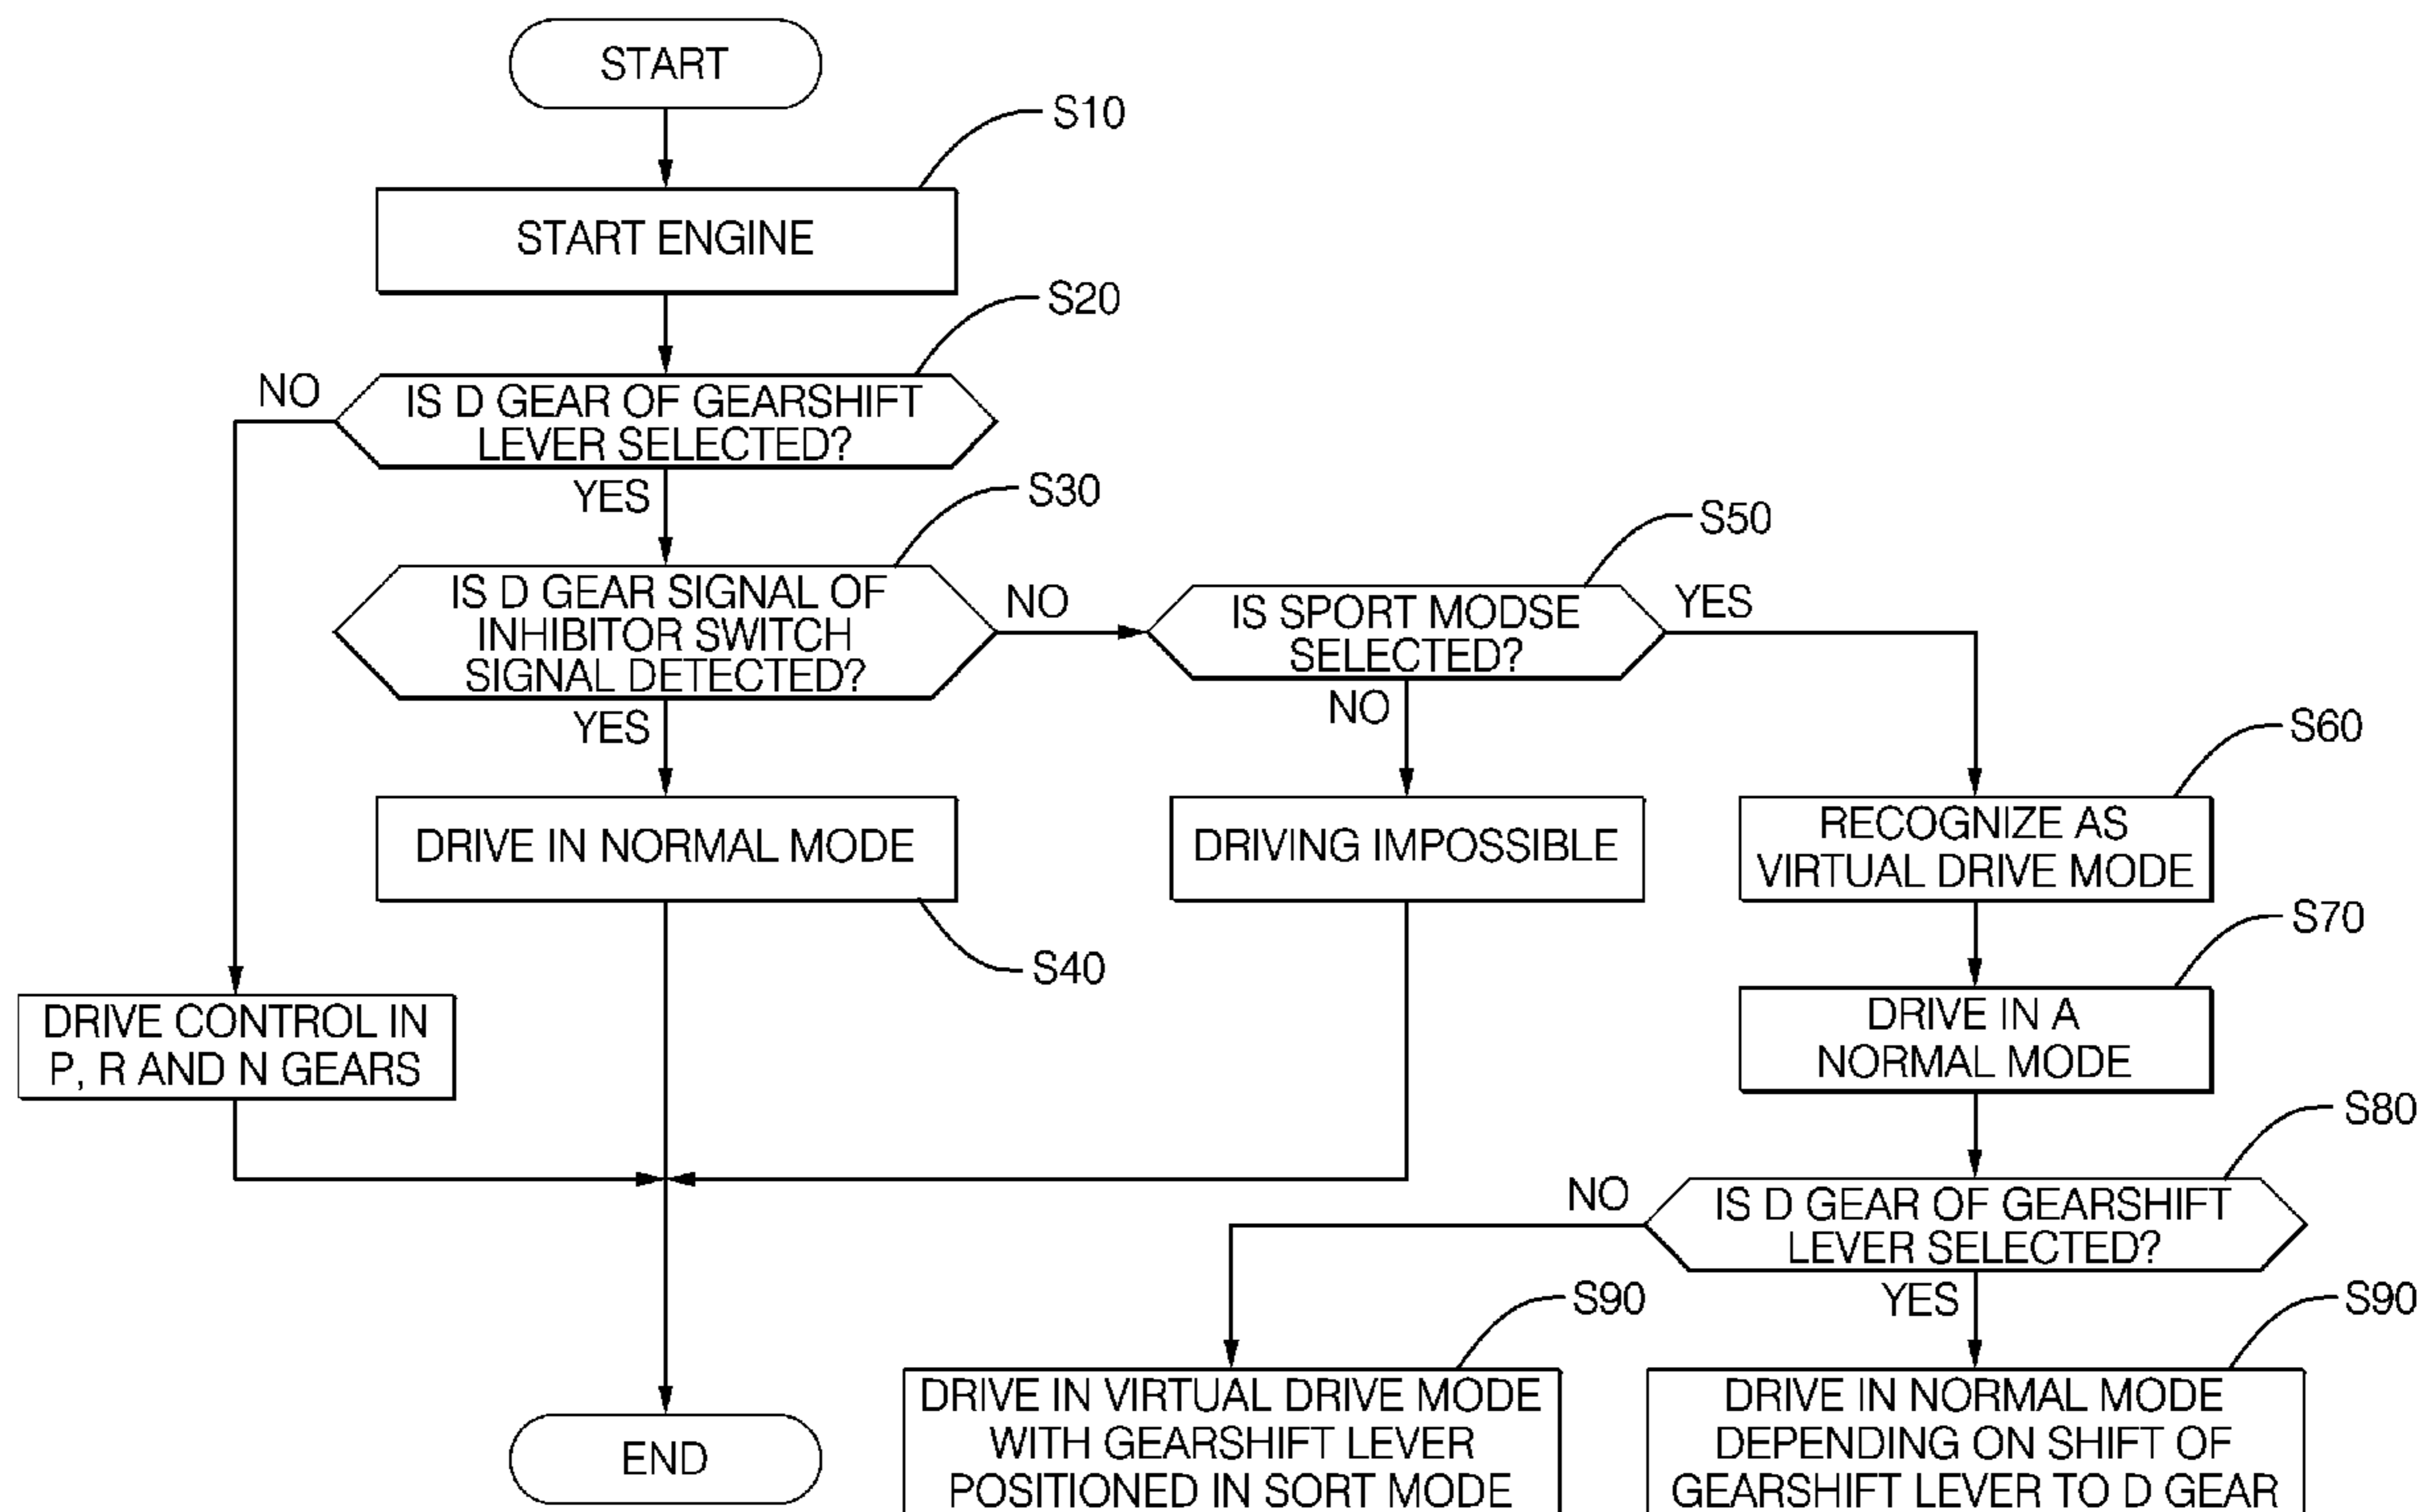 START
S10
START ENGINE
S20
NO
IS D GEAR OF GEARSHIFT
LEVER SELECTED?
YES
S30
IS D GEAR SIGNAL OF
INHIBITOR SWITCH
SIGNAL DETECTED?
NO
S50
IS SPORT MODSE
SELECTED?
YES
YES
NO
S60
DRIVE IN NORMAL MODE
S40
DRIVING IMPOSSIBLE
RECOGNIZE AS
VIRTUAL DRIVE MODE
S70
DRIVE CONTROL IN
P, R AND N GEARS
DRIVE IN A
NORMAL MODE
S80
NO
IS D GEAR OF GEARSHIFT
LEVER SELECTED?
YES
S90
S90
DRIVE IN VIRTUAL DRIVE MODE
WITH GEARSHIFT LEVER
POSITIONED IN SORT MODE
DRIVE IN NORMAL MODE
DEPENDING ON SHIFT OF
GEARSHIFT LEVER TO D GEAR
END